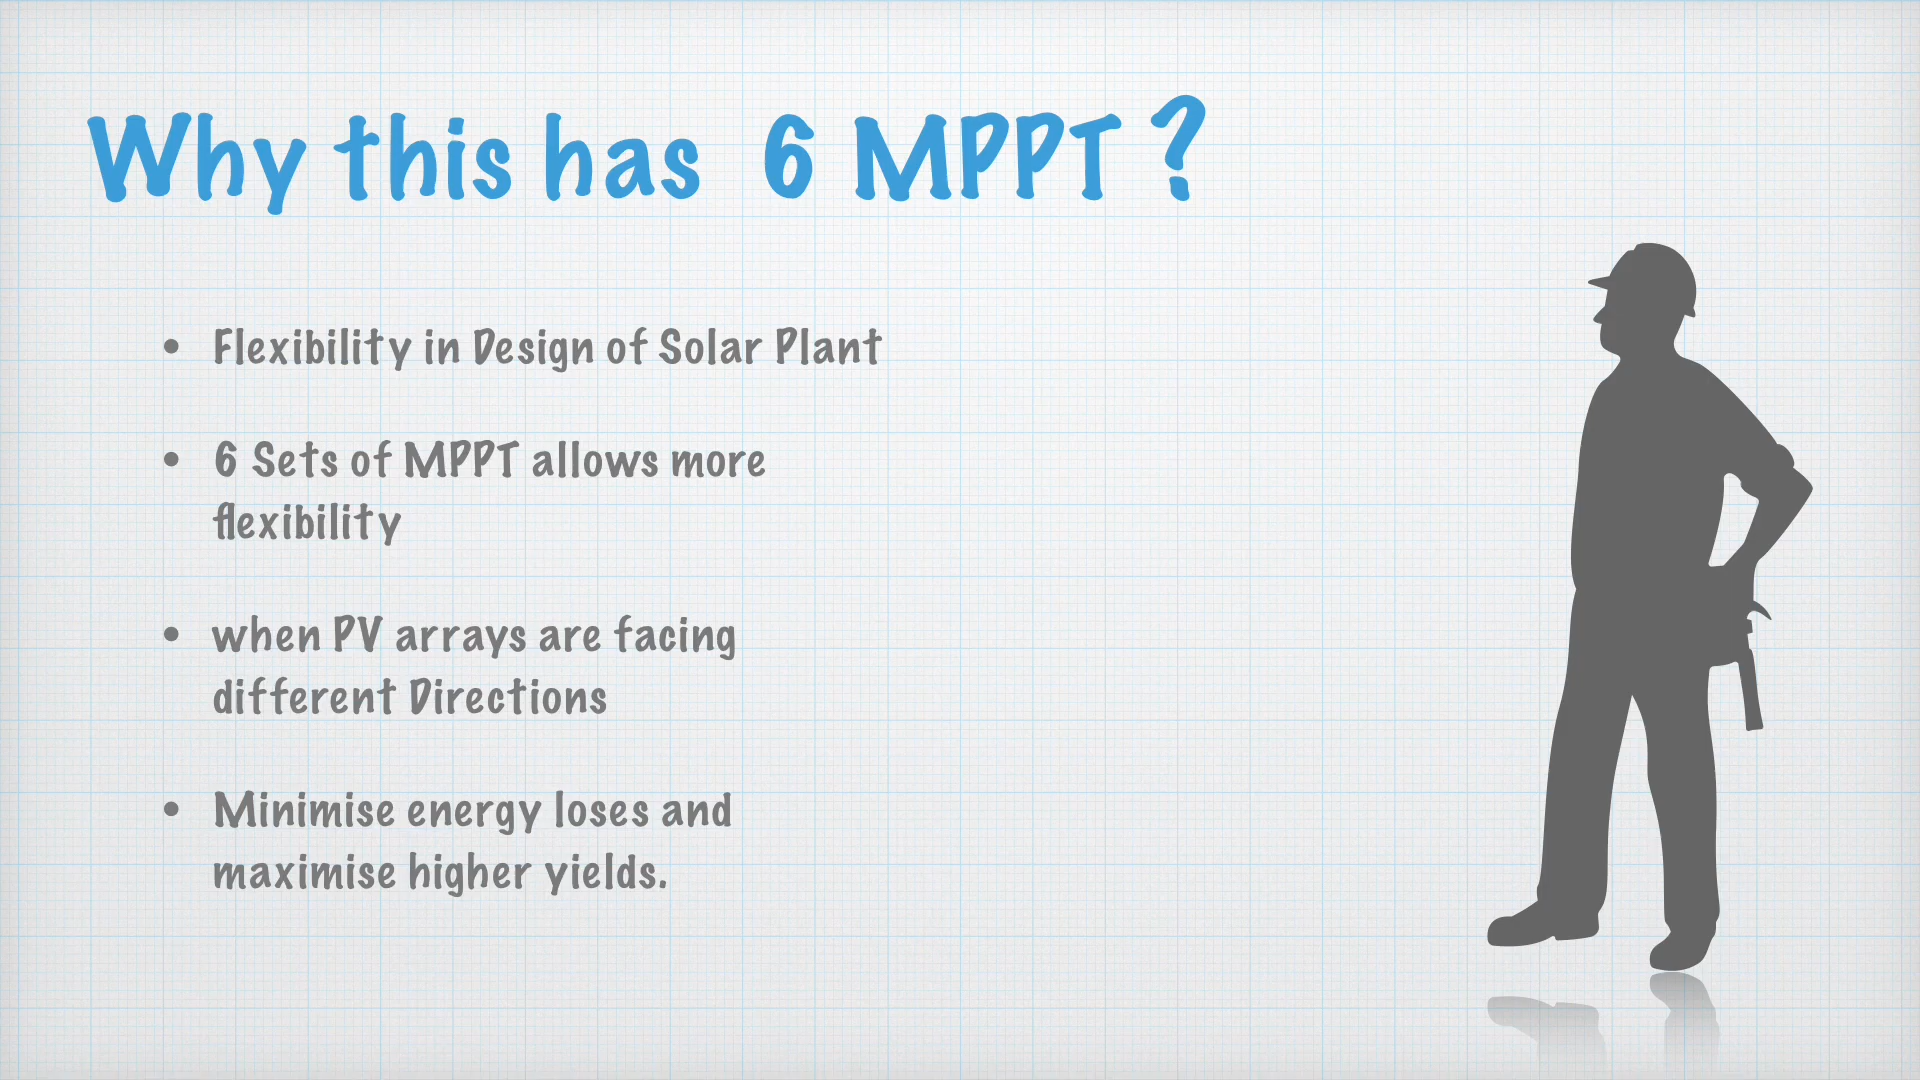 Why this has 6 MPPT ?
• Flexibility in Design of Solar Plant
• 6 Sets of MPPT allows more
flexibility
• when PV arrays are facing
different Directions
• Minimise energy loses and
maximise higher yields.